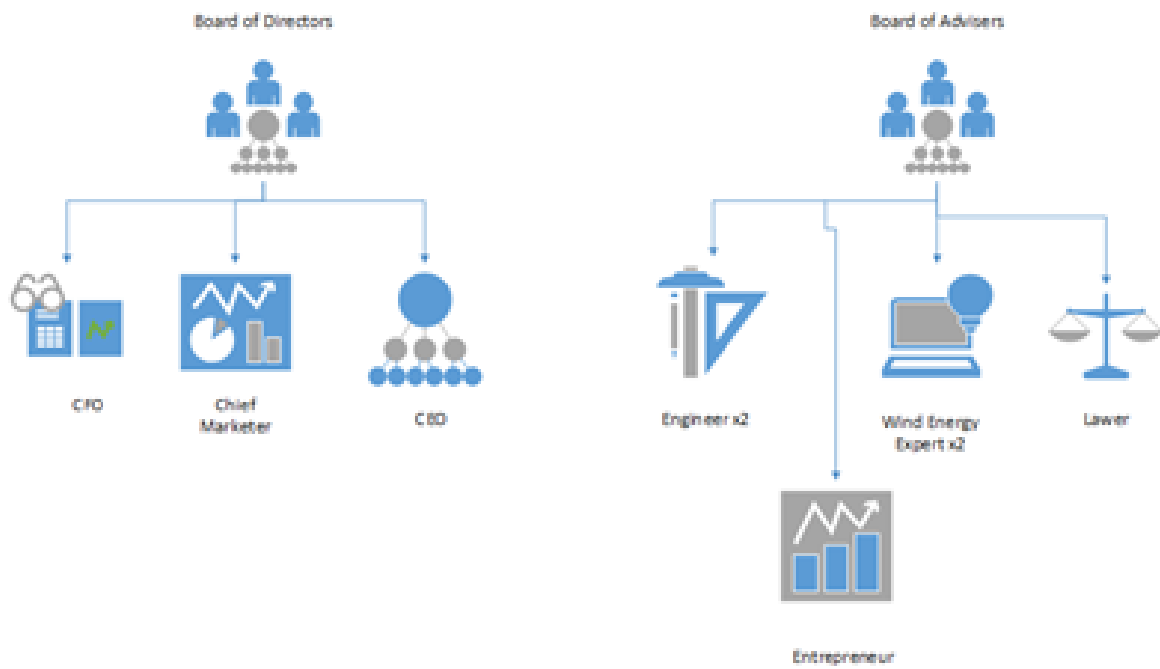 Board of Directors
Board of Advisers
CFO
Chief
Marketer
CEO
Engineer x2
Wind Energy
Expert x2
Lawer
Entrepreneur